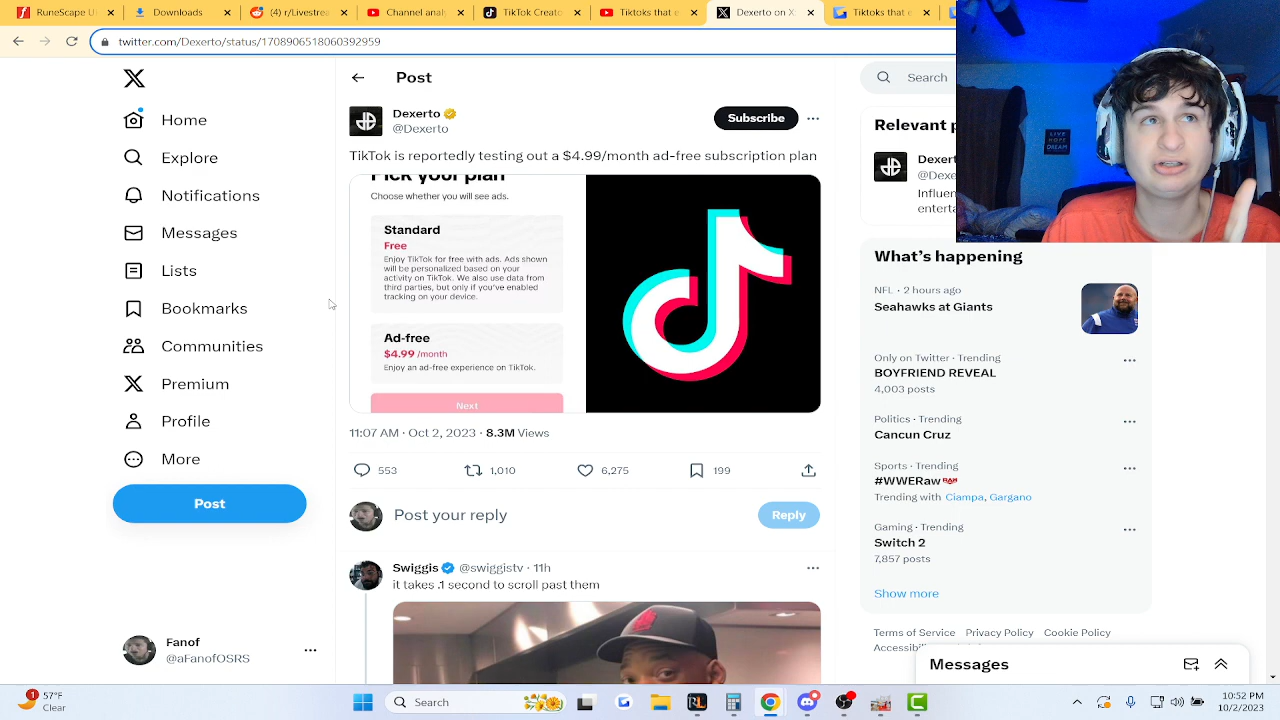 RuneScape U
Downloads
(4) r/Livestr
Channel analy
TikTok Creato
TikToks that e
Dexerto on X
Tiktoks that
twitter.com/Dexerto/status/1708906518060392959
Post
Search
Home
Explore
Notifications
Messages
Lists
Bookmarks
Communities
Premium
Profile
More
Post
Fanof
@aFanofOSRS
Dexerto
@Dexerto
Subscribe
TikTok is reportedly testing out a $4.99/month ad-free subscription plan
Pick your plan
Choose whether you will see ads.
Standard
Free
Enjoy TikTok for free with ads. Ads shown
will be personalized based on your
activity on TikTok. We also use data from
third parties, but only if you've enabled
tracking on your device.
Ad-free
$4.99 /month
Enjoy an ad-free experience on TikTok.
Next
11:07 AM · Oct 2, 2023 · 8.3M Views
553 1,010 6,275 199
Post your reply
Reply
Swiggis @swiggistv · 11h
it takes .1 second to scroll past them
Relevant p
Dexert
@Dexe
Influen
enterta
LIVE
HOPE
DREAM
What's happening
NFL · 2 hours ago
Seahawks at Giants
Only on Twitter · Trending
BOYFRIEND REVEAL
4,003 posts
Politics · Trending
Cancun Cruz
Sports · Trending
#WWERaw
Trending with Ciampa, Gargano
Gaming · Trending
Switch 2
7,857 posts
Show more
Terms of Service Privacy Policy Cookie Policy
Accessibil
Messages
1
57°F
Clear
Search
10:52 PM
10/2/2023